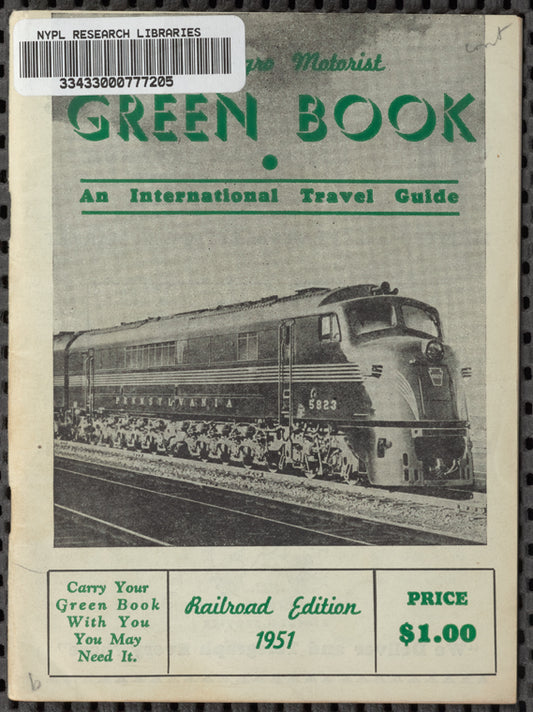 NYPL RESEARCH LIBRARIES
33433000777205
Motorist
GREEN BOOK
An International Travel Guide
PENNSYLVANIA
5823
Carry Your
Green Book
With You
You May
Need It.
Railroad Edition
1951
PRICE
$1.00
b